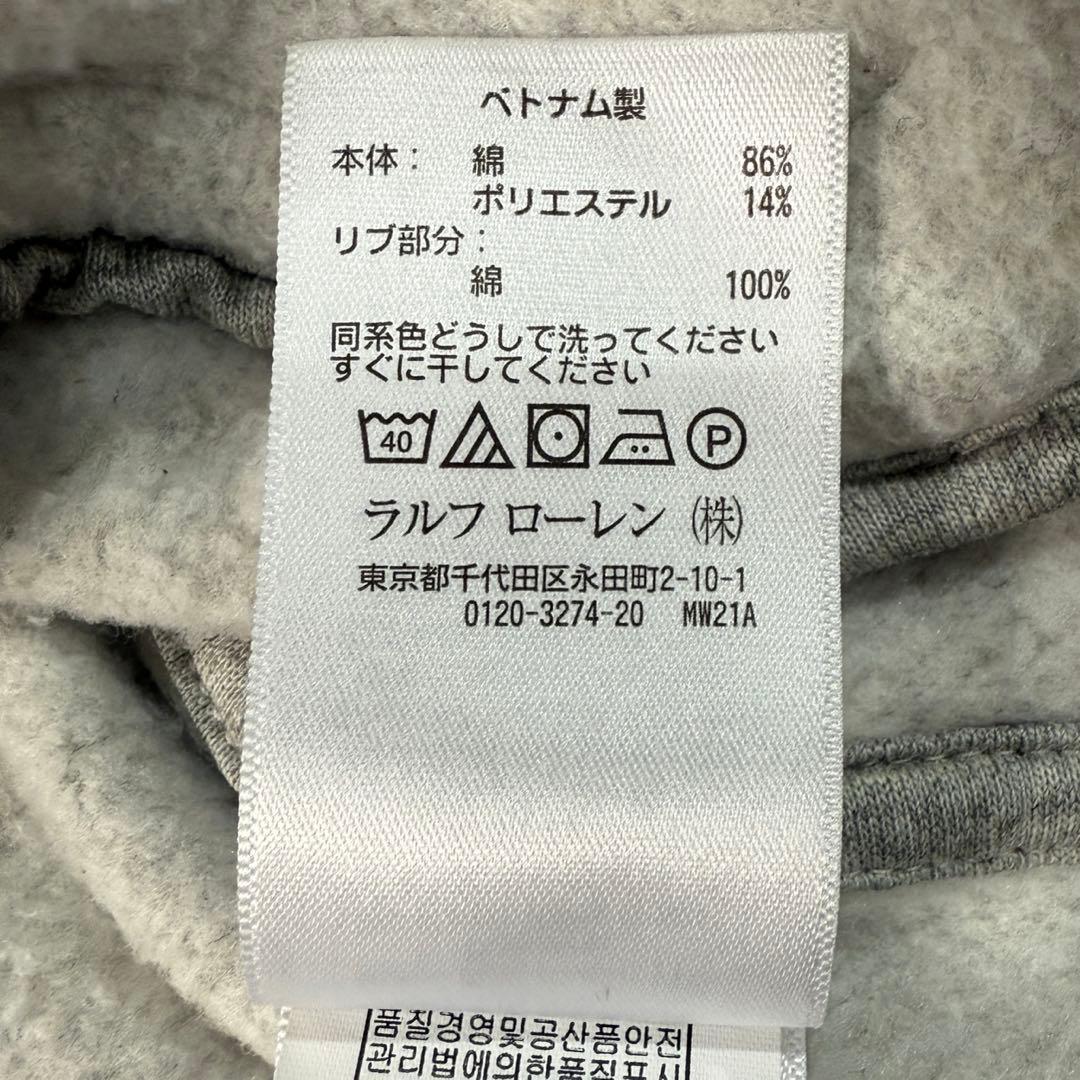 ベトナム製
本体： 綿 86%
ポリエステル 14%
リブ部分：
綿 100%
同系色どうしで洗ってください
すぐに干してください
40 P
ラルフ ローレン ㈱
東京都千代田区永田町2-10-1
0120-3274-20 MW21A
품질경영및공산품안전
관리법에의한품질표시